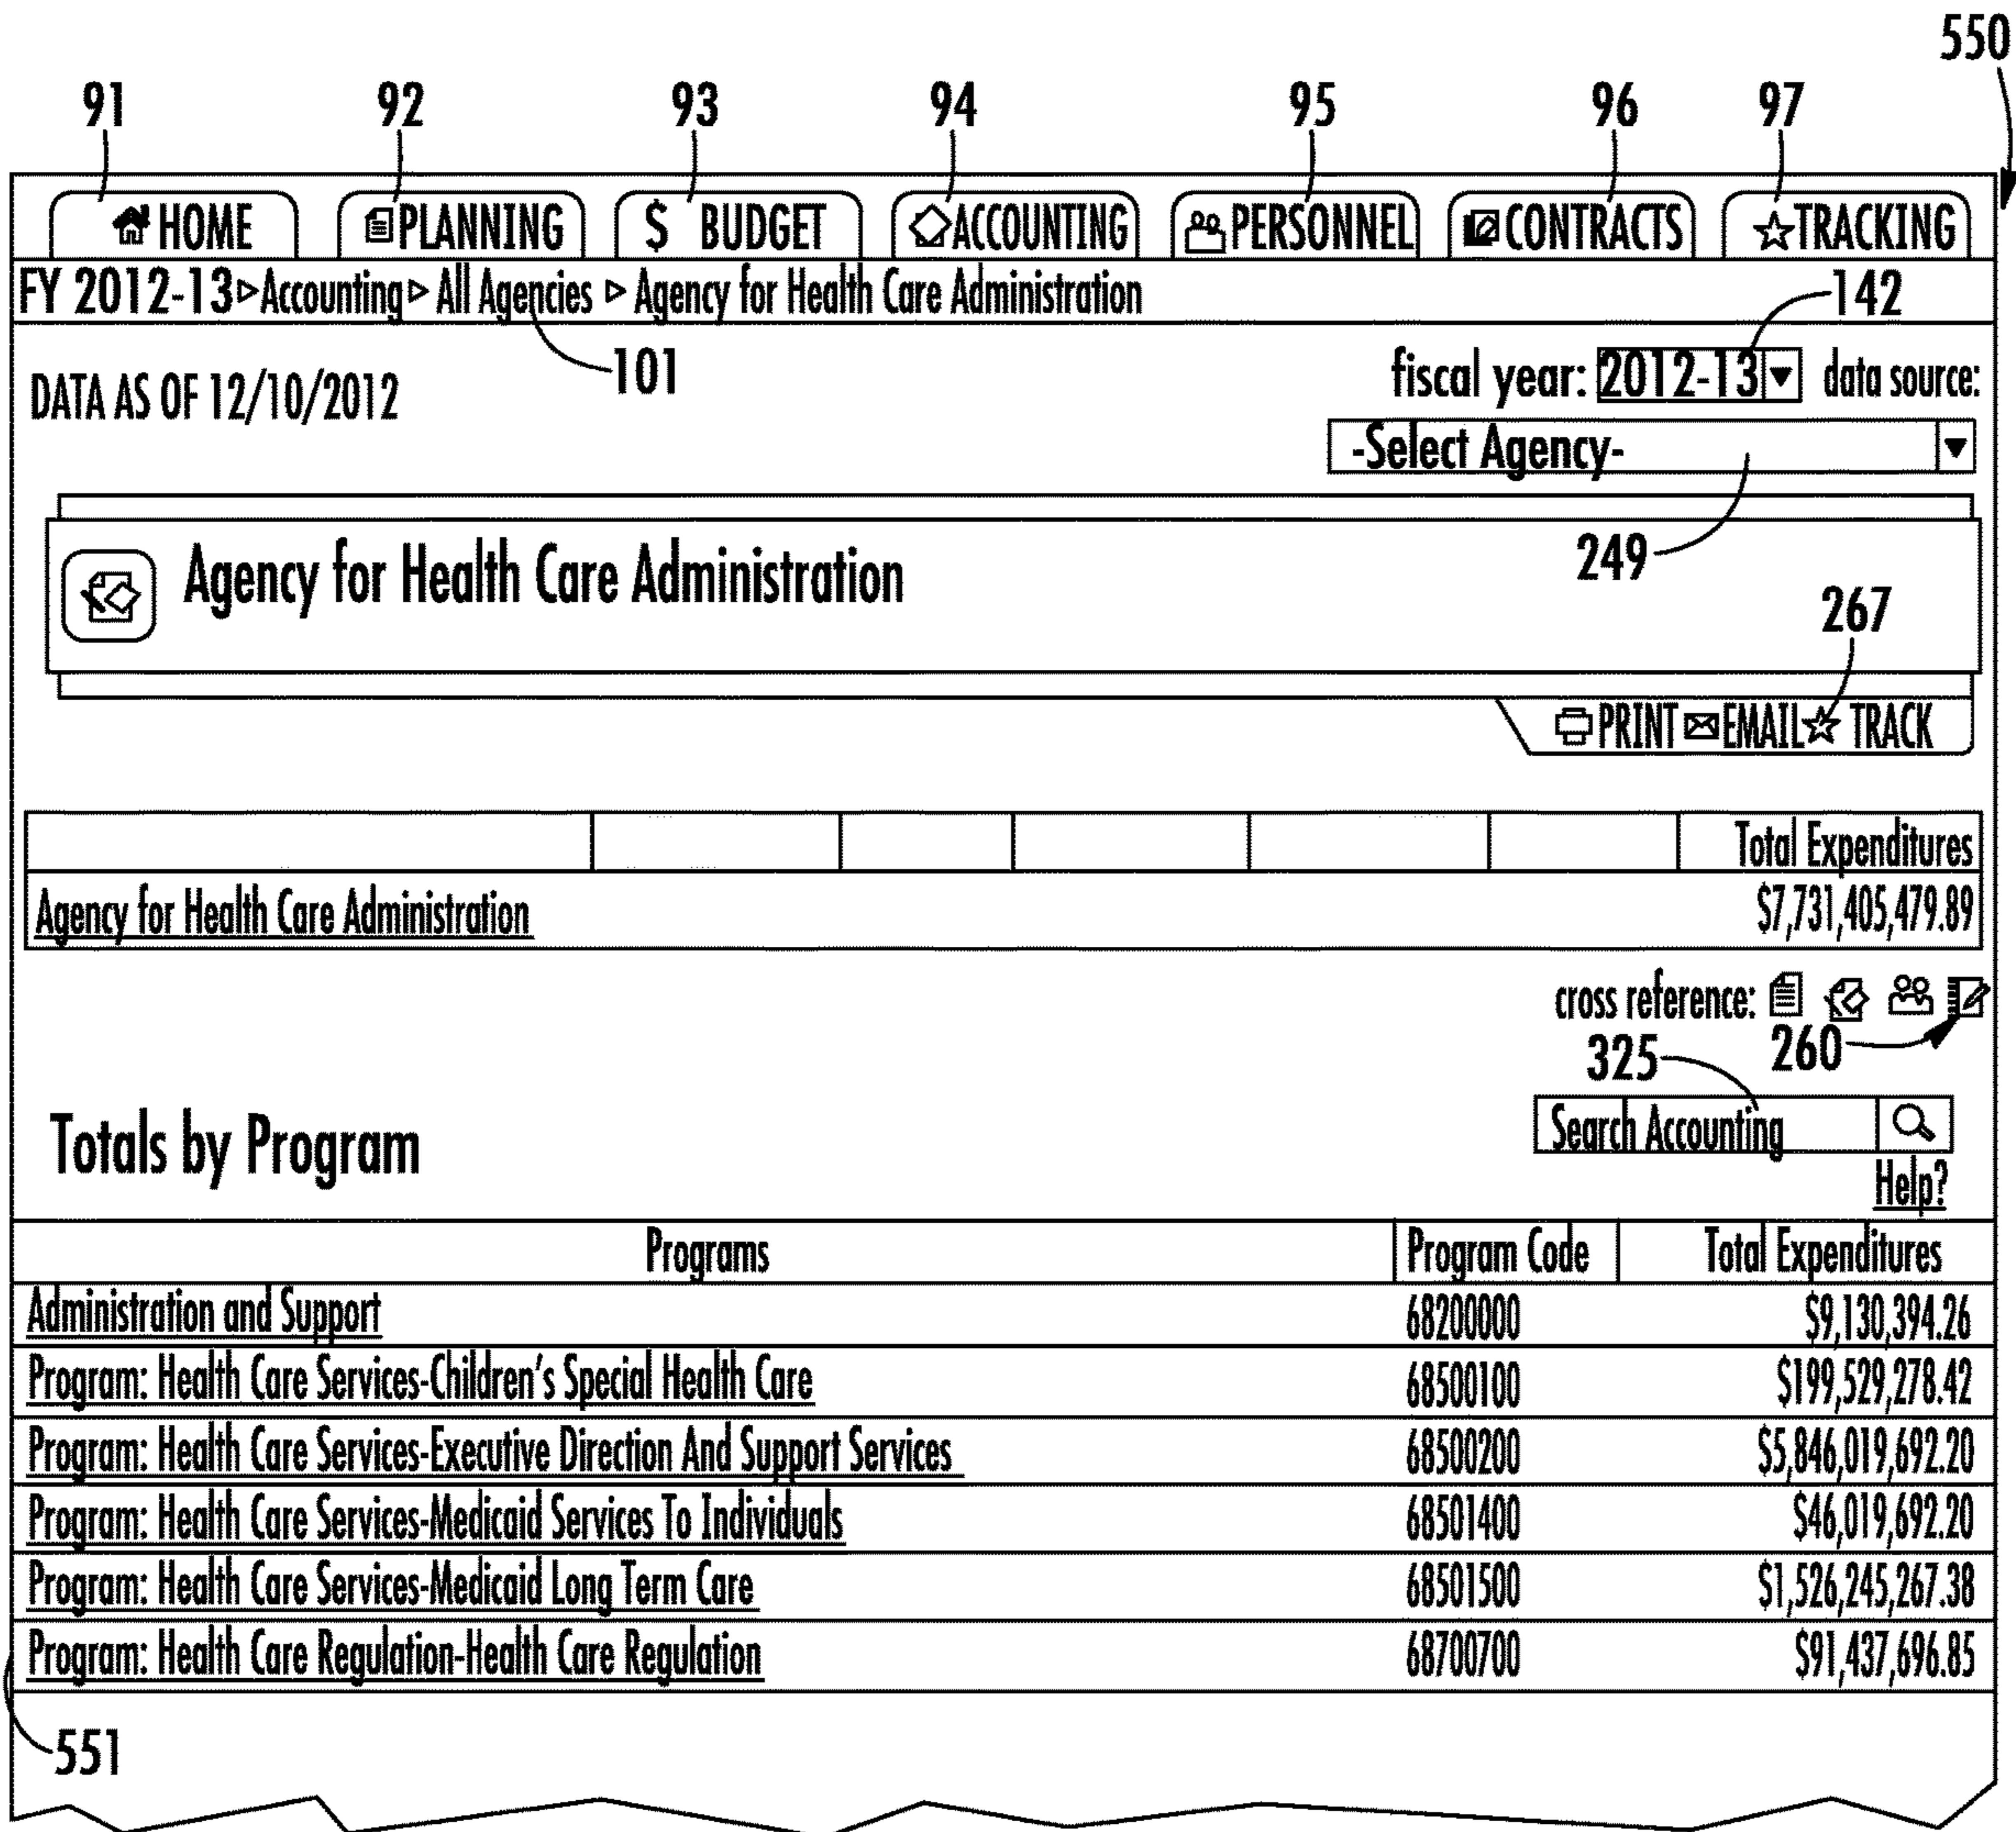 550
91 92 93 94 95 96 97
HOME PLANNING $ BUDGET ACCOUNTING PERSONNEL CONTRACTS TRACKING
FY 2012-13▹Accounting▹ All Agencies ▹ Agency for Health Care Administration
142
101
DATA AS OF 12/10/2012
fiscal year: 2012-13 data source:
-Select Agency-
249
Agency for Health Care Administration
267
PRINT EMAIL TRACK
Total Expenditures
Agency for Health Care Administration $7,731,405,479.89
cross reference:
260
325
Totals by Program
Search Accounting
Help?
Programs Program Code Total Expenditures
Administration and Support 68200000 $9,130,394.26
Program: Health Care Services-Children's Special Health Care 68500100 $199,529,278.42
Program: Health Care Services-Executive Direction And Support Services 68500200 $5,846,019,692.20
Program: Health Care Services-Medicaid Services To Individuals 68501400 $46,019,692.20
Program: Health Care Services-Medicaid Long Term Care 68501500 $1,526,245,267.38
Program: Health Care Regulation-Health Care Regulation 68700700 $91,437,696.85
551